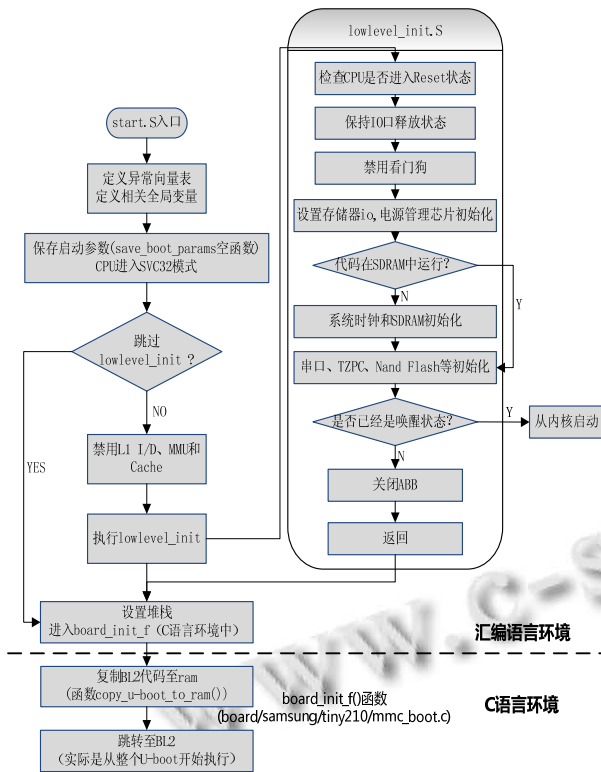 start.S入口
定义异常向量表
定义相关全局变量
保存启动参数(save_boot_params空函数)
CPU进入SVC32模式
跳过
lowlevel_init ?
NO
YES
禁用L1 I/D、MMU和
Cache
执行lowlevel_init
lowlevel_init.S
检查CPU是否进入Reset状态
保持IO口释放状态
禁用看门狗
设置存储器io,电源管理芯片初始化
代码在SDRAM中运行?
N
Y
系统时钟和SDRAM初始化
串口、TZPC、Nand Flash等初始化
是否已经是唤醒状态?
Y
从内核启动
N
关闭ABB
返回
设置堆栈
进入board_init_f（C语言环境中）
汇编语言环境
复制BL2代码至ram
(函数copy_u-boot_to_ram())
board_init_f()函数
(board/samsung/tiny210/mmc_boot.c)
C语言环境
跳转至BL2
(实际是从整个U-boot开始执行)
www.c-s